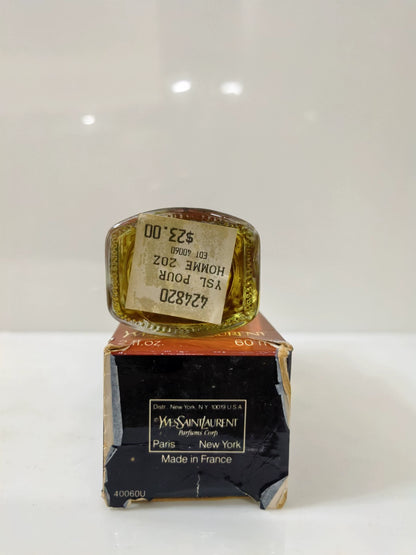 424820
YSL POUR
HOMME 2OZ
EDT 40060
$23.00
fl.oz. 60
Distr. New York, N.Y. 10019 U.S.A
©YVESSAINTLAURENT
Parfums Corp
Paris New York
Made in France
40060U